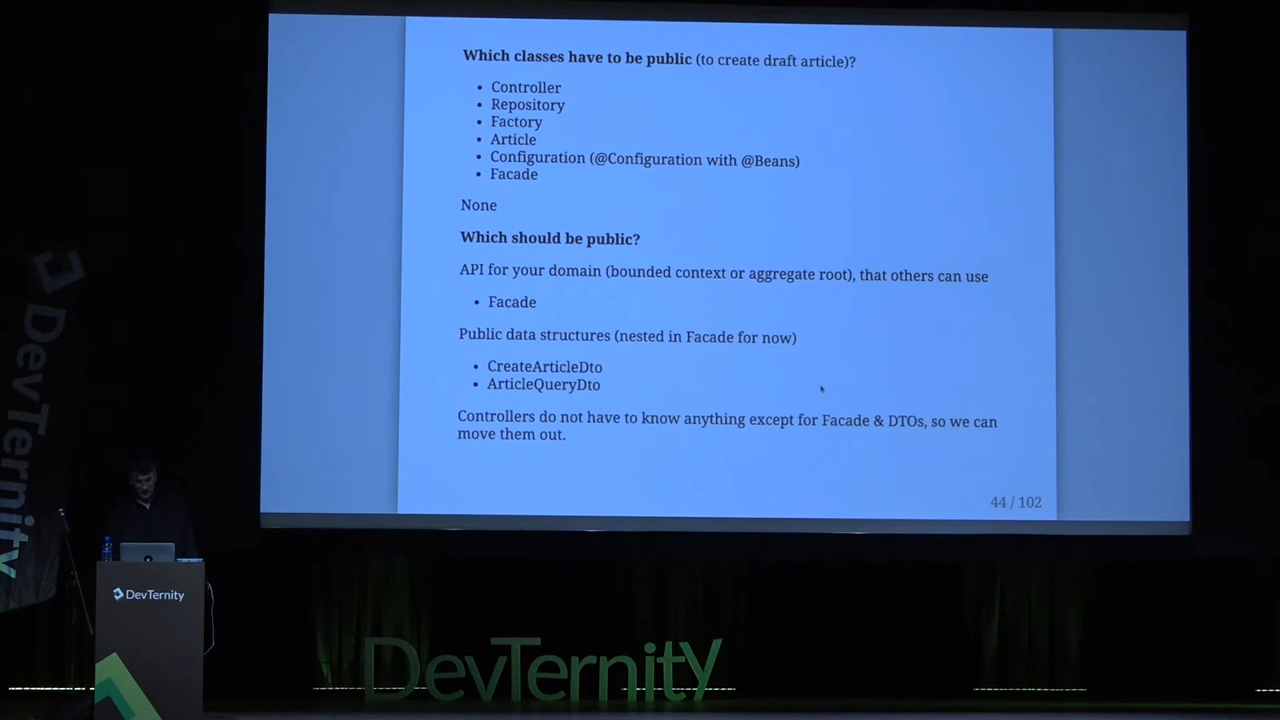 Which classes have to be public (to create draft article)?
• Controller
• Repository
• Factory
• Article
• Configuration (@Configuration with @Beans)
• Facade
None
Which should be public?
API for your domain (bounded context or aggregate root), that others can use
• Facade
Public data structures (nested in Facade for now)
• CreateArticleDto
• ArticleQueryDto
Controllers do not have to know anything except for Facade & DTOs, so we can
move them out.
44 / 102
DevTernity
DevTernity
DevTernity